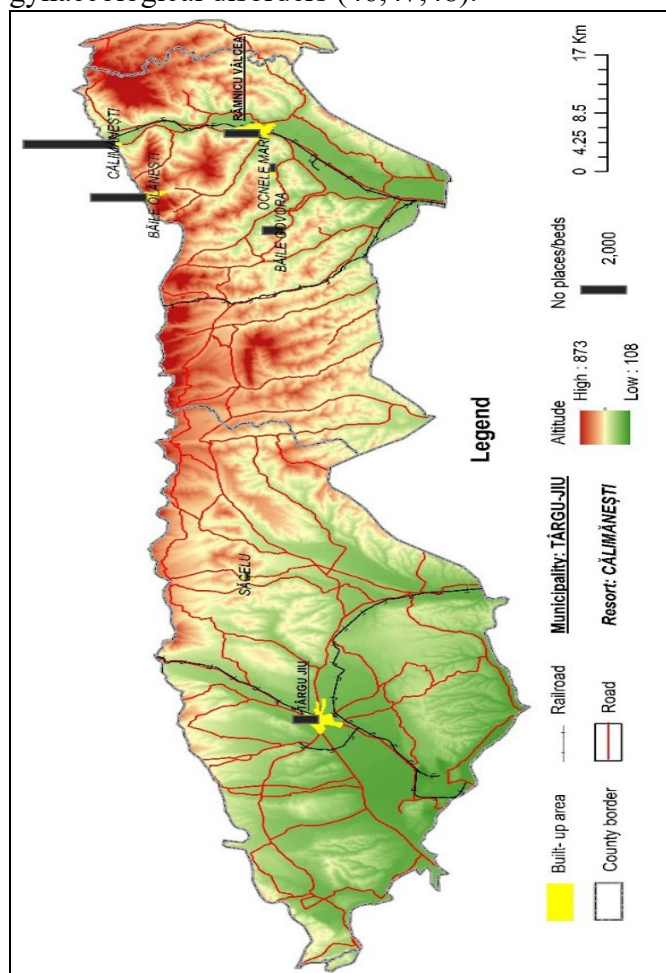 gynaecological disorders (46,47,48).
CĂLIMĂNEȘTI
BĂILE OLĂNEȘTI
RÂMNICU VÂLCEA
OCNELE MARI
BĂILE GOVORA
SĂCELU
TÂRGU JIU
Legend
Built- up area
County border
Railroad
Road
Municipality: TÂRGU-JIU
Resort: CĂLIMĂNEȘTI
Altitude
High : 873
Low : 108
No places/beds
2,000
0 4.25 8.5 17 Km